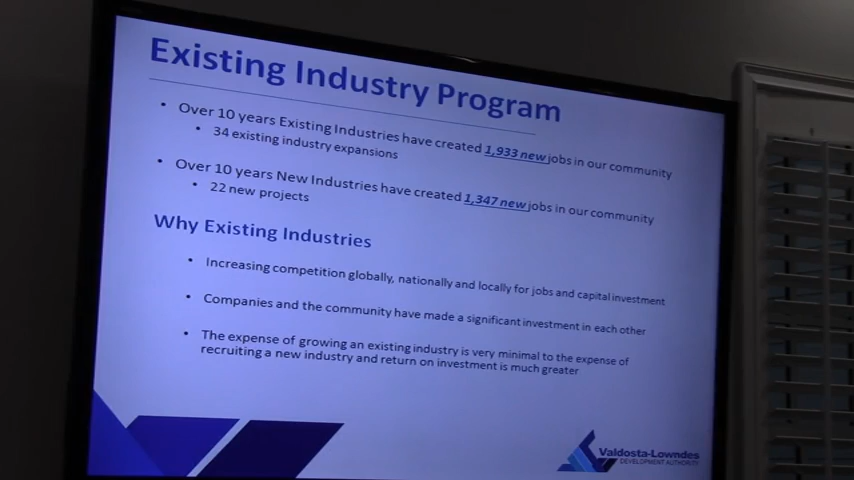 Existing Industry Program
• Over 10 years Existing Industries have created 1,933 new jobs in our community
• 34 existing industry expansions
• Over 10 years New Industries have created 1,347 new jobs in our community
• 22 new projects
Why Existing Industries
• Increasing competition globally, nationally and locally for jobs and capital investment
• Companies and the community have made a significant investment in each other
• The expense of growing an existing industry is very minimal to the expense of
recruiting a new industry and return on investment is much greater
Valdosta-Lowndes
DEVELOPMENT AUTHORITY